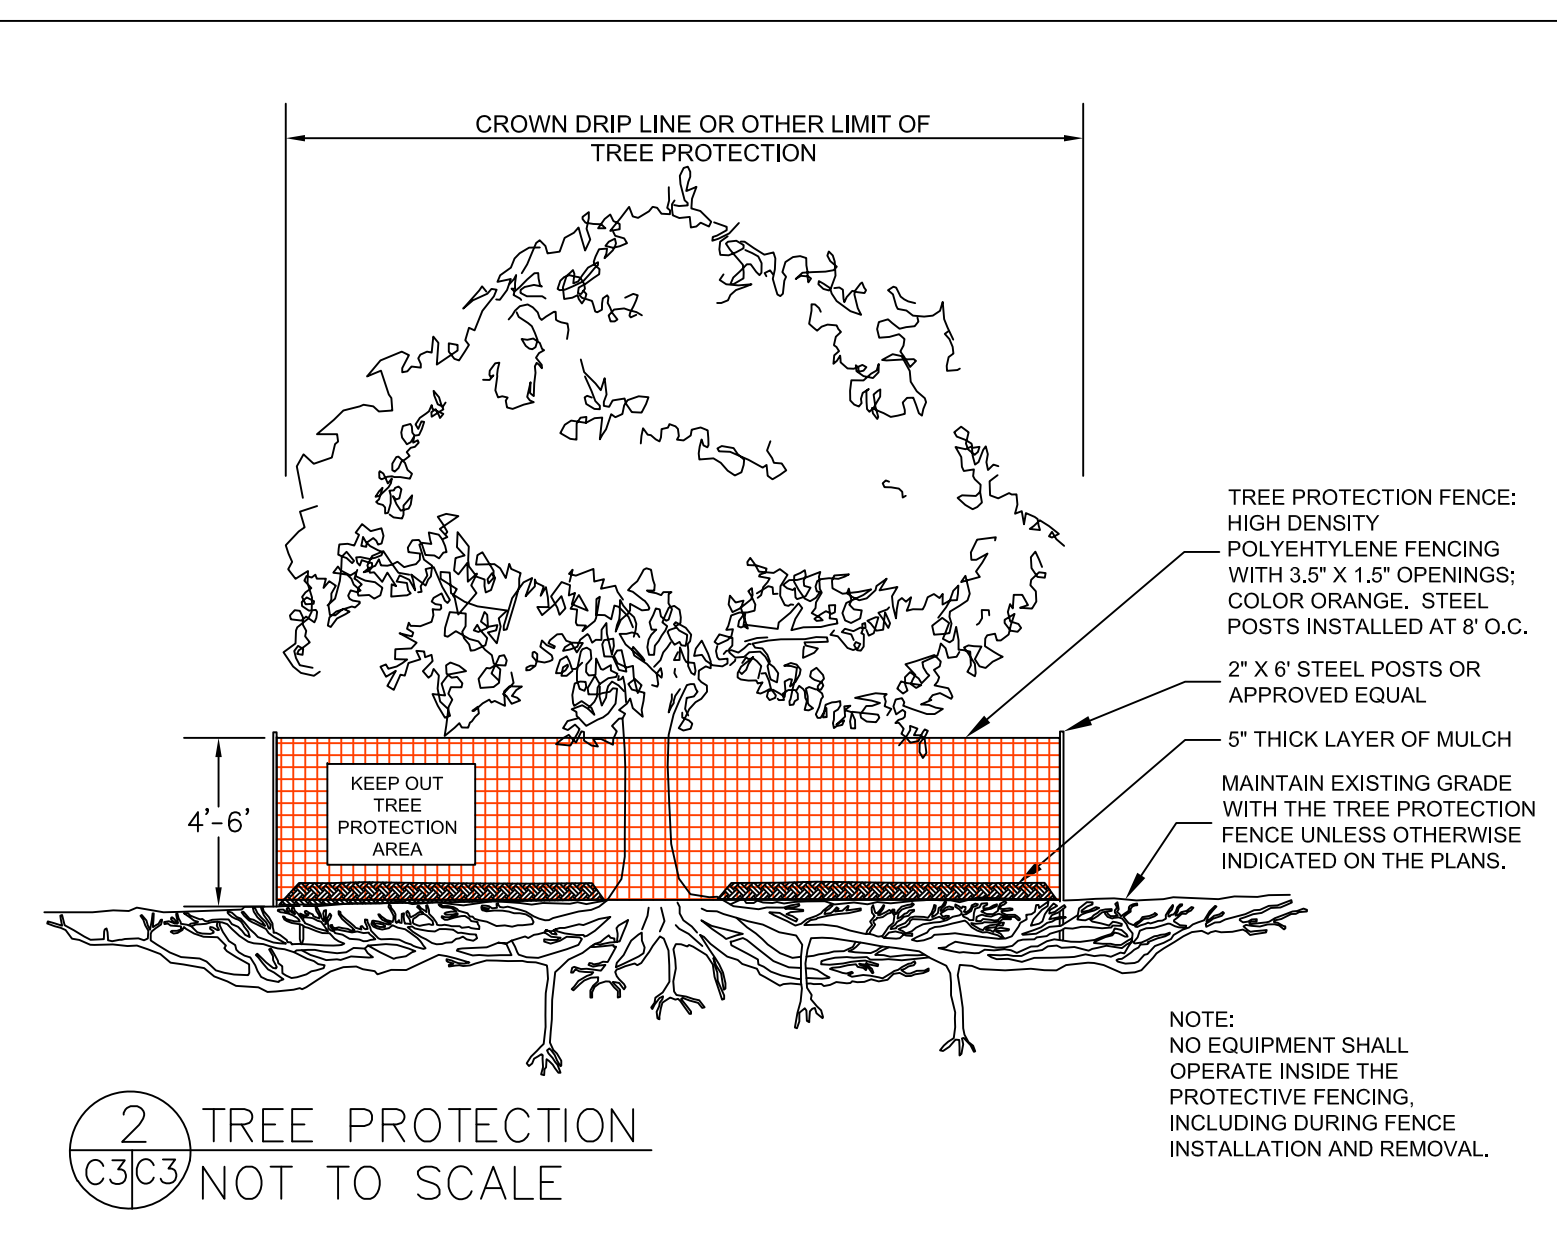 CROWN DRIP LINE OR OTHER LIMIT OF
TREE PROTECTION
TREE PROTECTION FENCE:
HIGH DENSITY
POLYEHTYLENE FENCING
WITH 3.5" X 1.5" OPENINGS;
COLOR ORANGE. STEEL
POSTS INSTALLED AT 8' O.C.
2" X 6' STEEL POSTS OR
APPROVED EQUAL
5" THICK LAYER OF MULCH
MAINTAIN EXISTING GRADE
WITH THE TREE PROTECTION
FENCE UNLESS OTHERWISE
INDICATED ON THE PLANS.
4'-6'
KEEP OUT
TREE
PROTECTION
AREA
NOTE:
NO EQUIPMENT SHALL
OPERATE INSIDE THE
PROTECTIVE FENCING,
INCLUDING DURING FENCE
INSTALLATION AND REMOVAL.
2
C3 C3
TREE PROTECTION
NOT TO SCALE